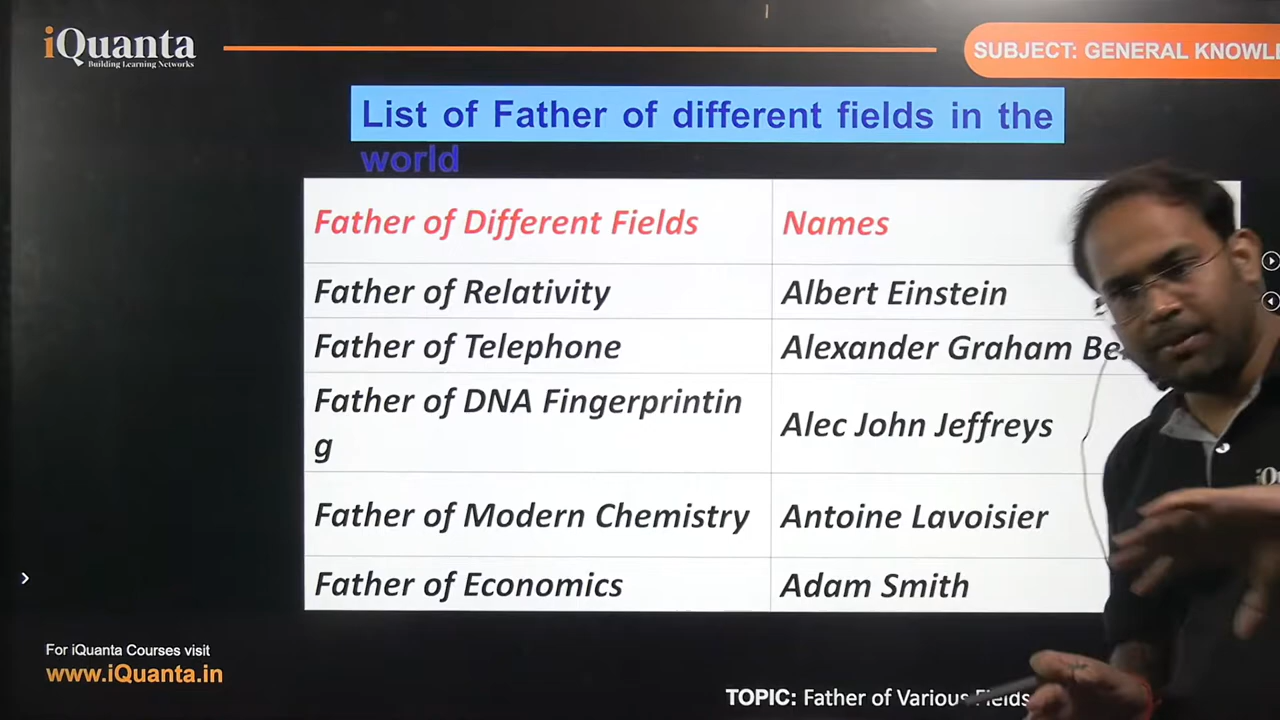 iQuanta
Building Learning Networks
SUBJECT: GENERAL
List of Father of different fields in the
world
Father of Different Fields Names
Father of Relativity Albert Einstein
Father of Telephone Alexander Graham
Father of DNA Fingerprintin
g
Alec John Jeffreys
Father of Modern Chemistry Antoine Lavoisier
Father of Economics Adam Smith
For iQuanta Courses visit
www.iQuanta.in
TOPIC: Father of Various Fields